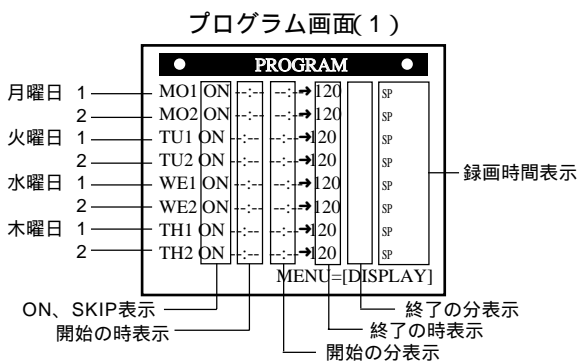 プログラム画面(1)
PROGRAM
月曜日 1 MO1 ON --:-- --:--➔120 SP
2 MO2 ON --:-- --:--➔120 SP
火曜日 1 TU1 ON --:-- --:--➔120 SP
2 TU2 ON --:-- --:--➔120 SP
水曜日 1 WE1 ON --:-- --:--➔120 SP
2 WE2 ON --:-- --:--➔120 SP
木曜日 1 TH1 ON --:-- --:--➔120 SP
2 TH2 ON --:-- --:--➔120 SP
録画時間表示
MENU=[DISPLAY]
ON、SKIP表示
終了の分表示
開始の時表示
終了の時表示
開始の分表示